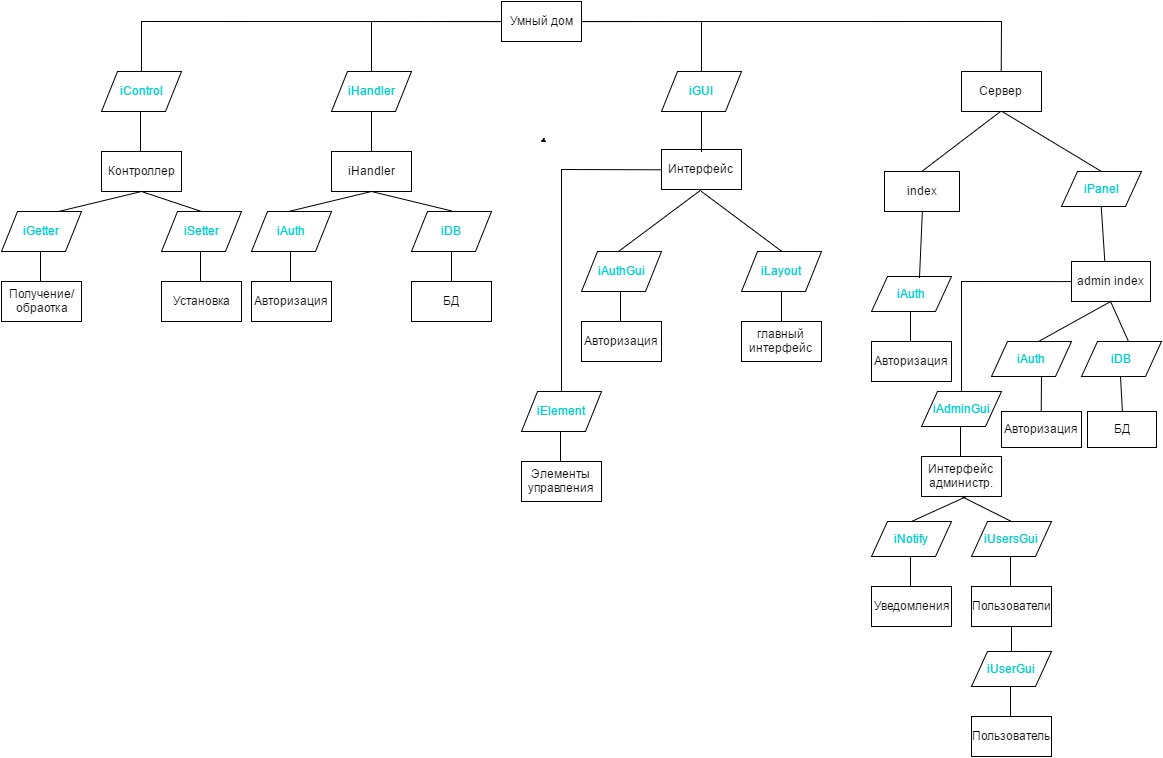 Умный дом
iControl
iHandler
iGUI
Сервер
Контроллер
iHandler
Интерфейс
index
iPanel
iGetter
iSetter
iAuth
iDB
iAuthGui
iLayout
iAuth
admin index
Получение/
обраотка
Установка
Авторизация
БД
Авторизация
главный
интерфейс
Авторизация
iAuth
iDB
iElement
iAdminGui
Авторизация
БД
Элементы
управления
Интерфейс
администр.
iNotify
iUsersGui
Уведомления
Пользователи
iUserGui
Пользователь